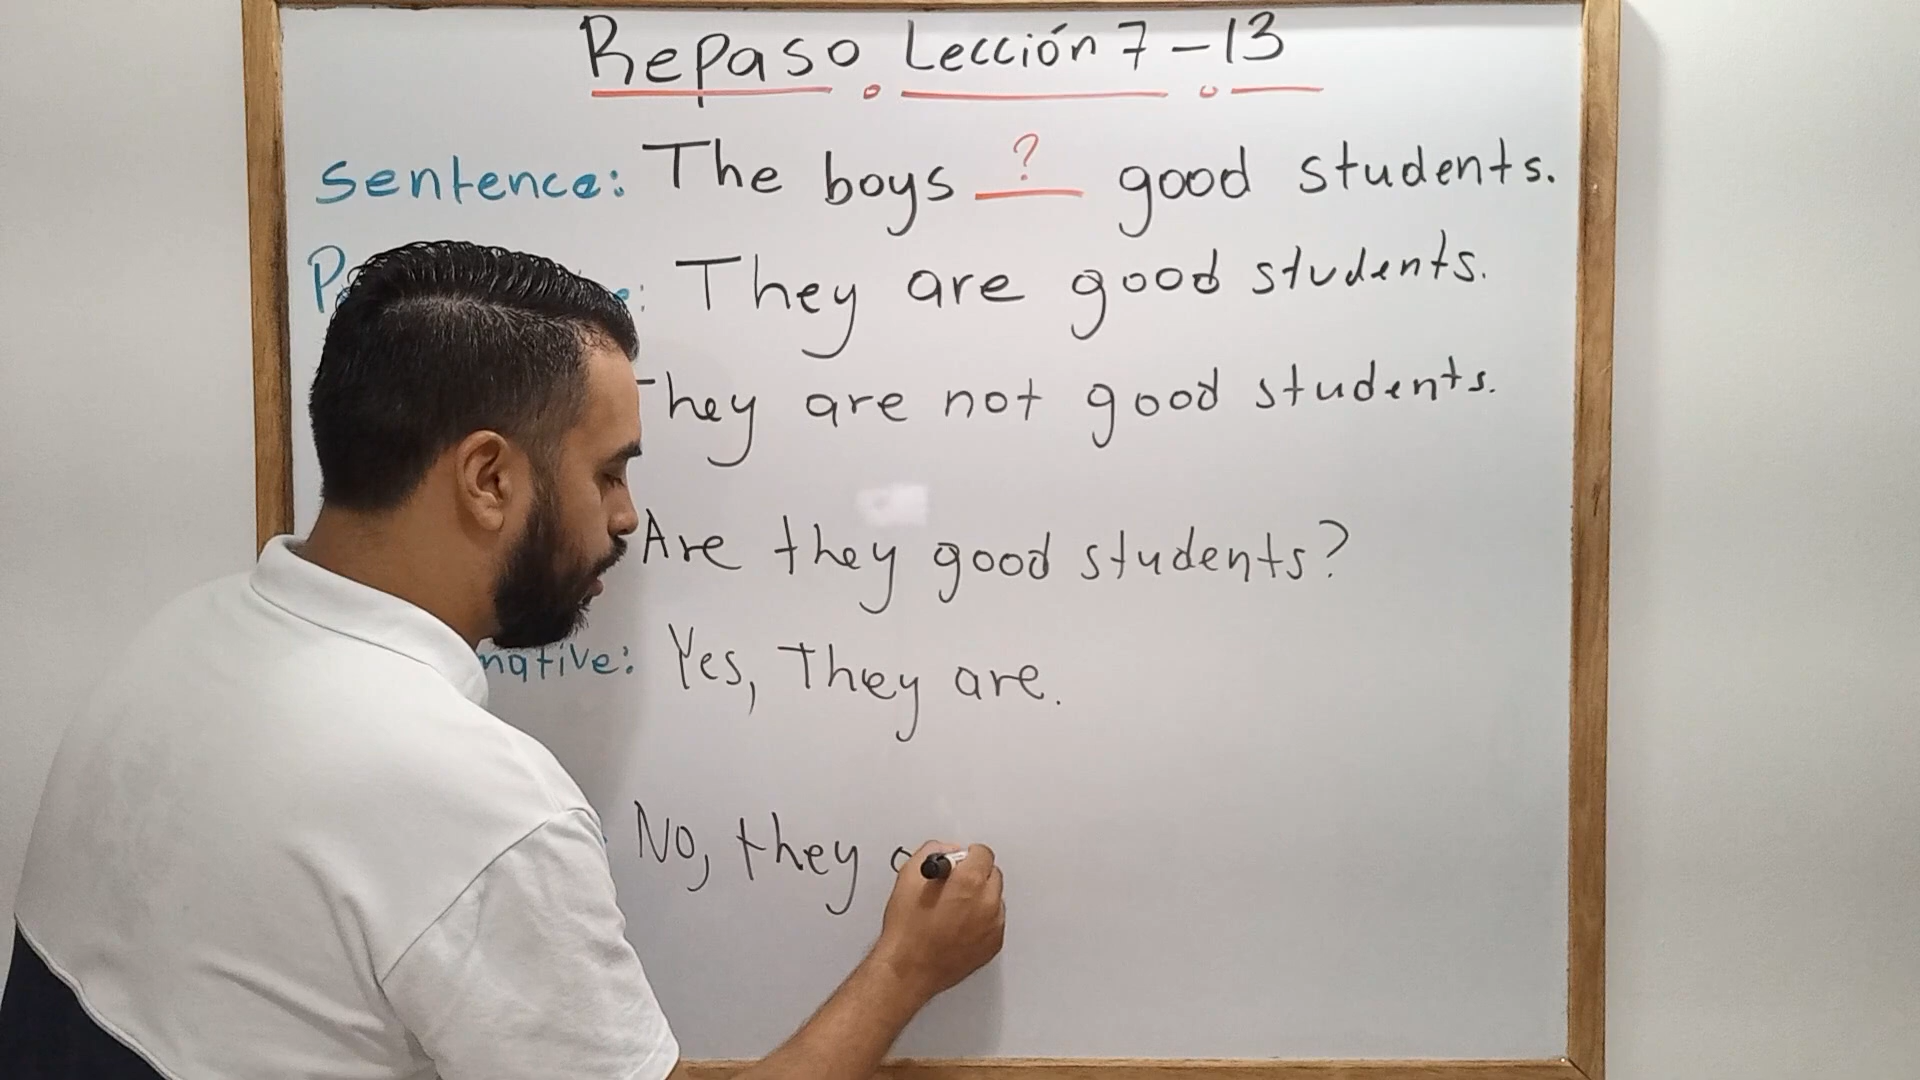 Repaso Lección 7-13
Sentence: The boys ? good students.
They are good students.
They are not good students.
Are they good students?
Yes, They are.
No, they